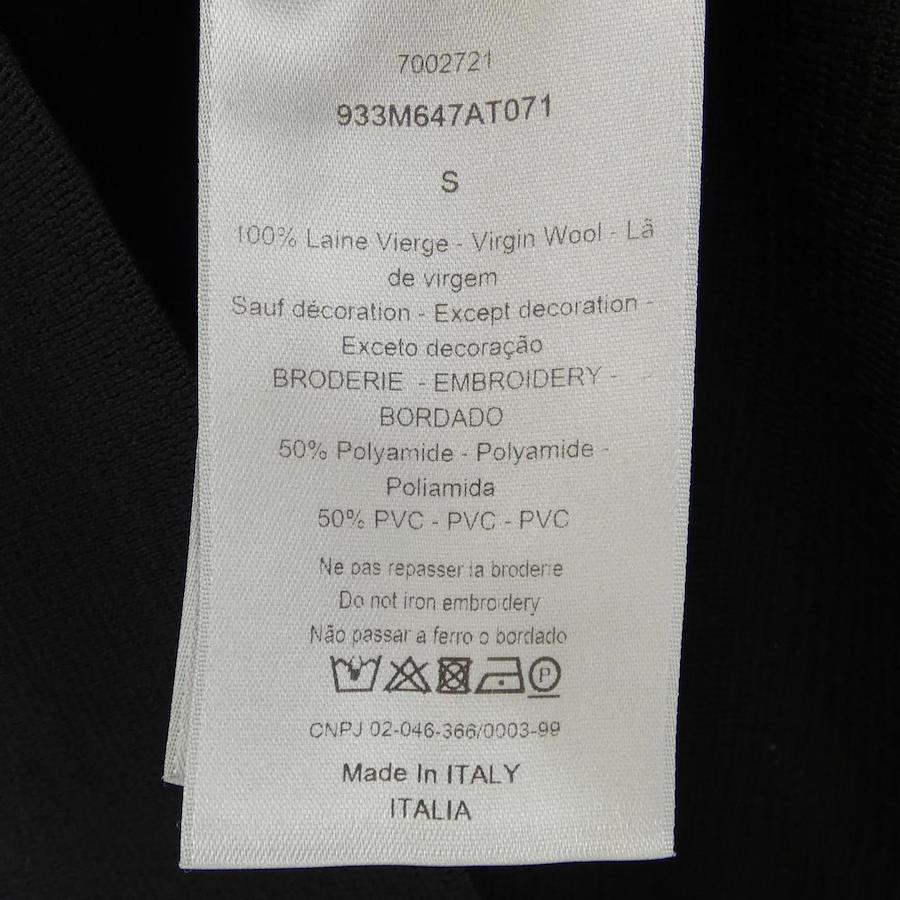 7002721
933M647AT071
S
100% Laine Vierge - Virgin Wool - Lã
de virgem
Sauf décoration - Except decoration -
Exceto decoração
BRODERIE - EMBROIDERY -
BORDADO
50% Polyamide - Polyamide -
Poliamida
50% PVC - PVC - PVC
Ne pas repasser la broderie
Do not iron embroidery
Não passar a ferro o bordado
P
CNPJ 02-046-366/0003-99
Made In ITALY
ITALIA